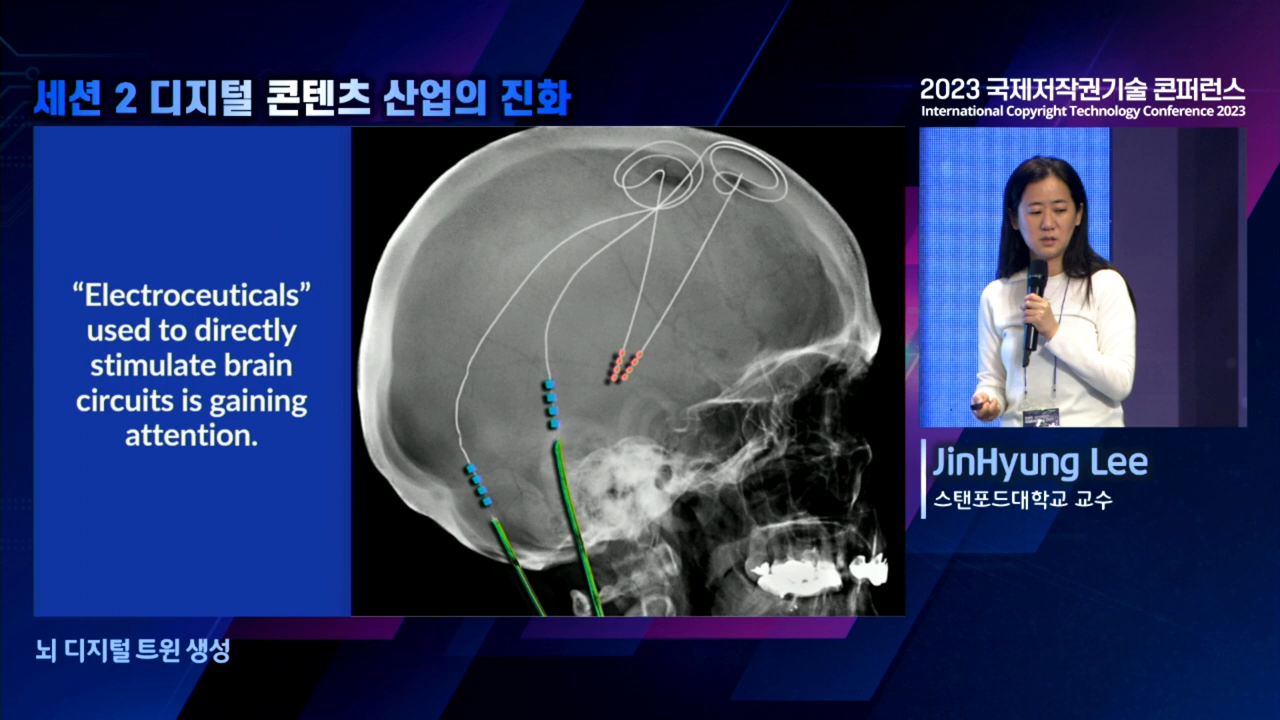 세션 2 디지털 콘텐츠 산업의 진화
2023 국제저작권기술 콘퍼런스
International Copyright Technology Conference 2023
“Electroceuticals”
used to directly
stimulate brain
circuits is gaining
attention.
JinHyung Lee
스탠포드대학교 교수
뇌 디지털 트윈 생성